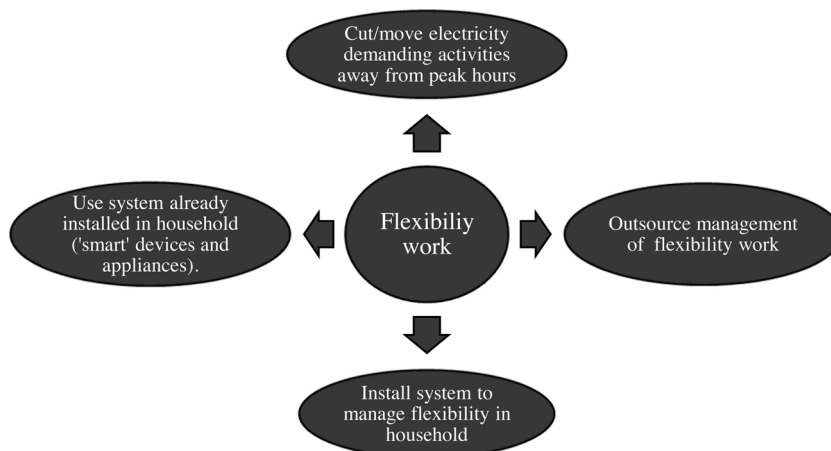 Cut/move electricity
demanding activities
away from peak hours
Use system already
installed in household
('smart' devices and
appliances).
Flexibiliy
work
Outsource management
of flexibility work
Install system to
manage flexibility in
household